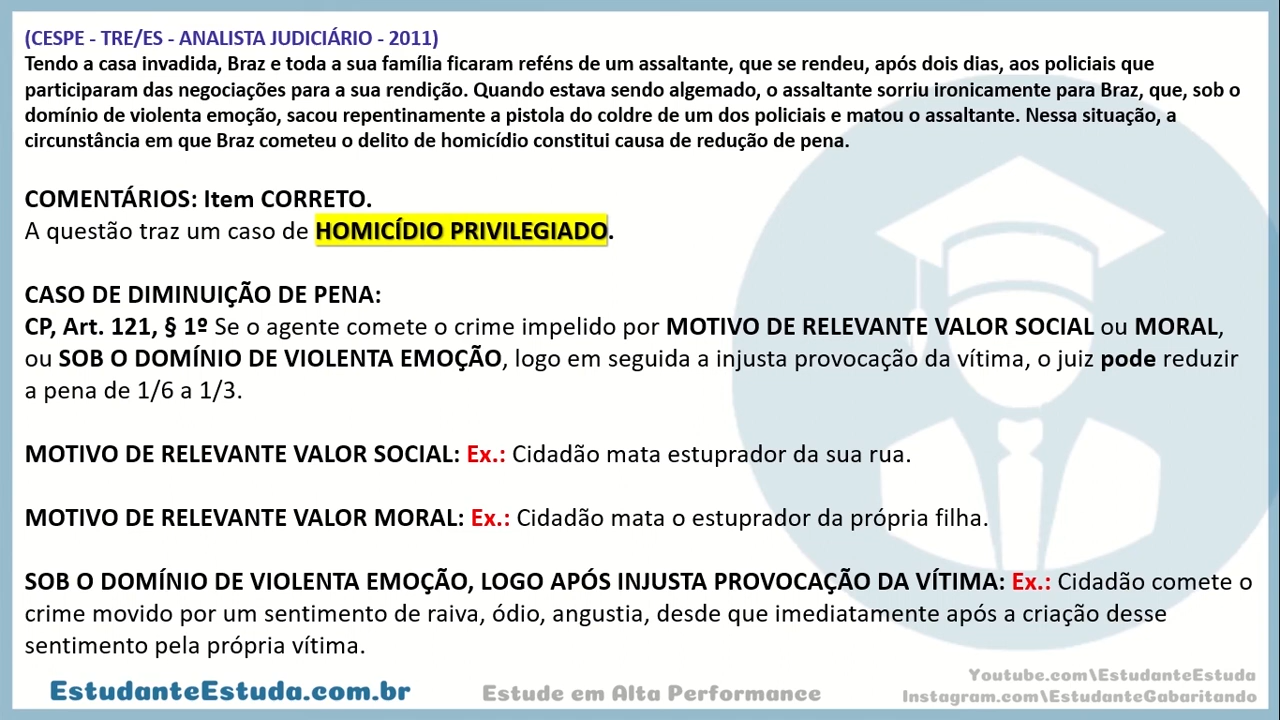 (CESPE - TRE/ES - ANALISTA JUDICIÁRIO - 2011)
Tendo a casa invadida, Braz e toda a sua família ficaram reféns de um assaltante, que se rendeu, após dois dias, aos policiais que
participaram das negociações para a sua rendição. Quando estava sendo algemado, o assaltante sorriu ironicamente para Braz, que, sob o
domínio de violenta emoção, sacou repentinamente a pistola do coldre de um dos policiais e matou o assaltante. Nessa situação, a
circunstância em que Braz cometeu o delito de homicídio constitui causa de redução de pena.
COMENTÁRIOS: Item CORRETO.
A questão traz um caso de HOMICÍDIO PRIVILEGIADO.
CASO DE DIMINUIÇÃO DE PENA:
CP, Art. 121, § 1º Se o agente comete o crime impelido por MOTIVO DE RELEVANTE VALOR SOCIAL ou MORAL,
ou SOB O DOMÍNIO DE VIOLENTA EMOÇÃO, logo em seguida a injusta provocação da vítima, o juiz pode reduzir
a pena de 1/6 a 1/3.
MOTIVO DE RELEVANTE VALOR SOCIAL: Ex.: Cidadão mata estuprador da sua rua.
MOTIVO DE RELEVANTE VALOR MORAL: Ex.: Cidadão mata o estuprador da própria filha.
SOB O DOMÍNIO DE VIOLENTA EMOÇÃO, LOGO APÓS INJUSTA PROVOCAÇÃO DA VÍTIMA: Ex.: Cidadão comete o
crime movido por um sentimento de raiva, ódio, angustia, desde que imediatamente após a criação desse
sentimento pela própria vítima.
EstudanteEstuda.com.br
Estude em Alta Performance
Youtube.com\EstudanteEstuda
Instagram.com\EstudanteGabaritando